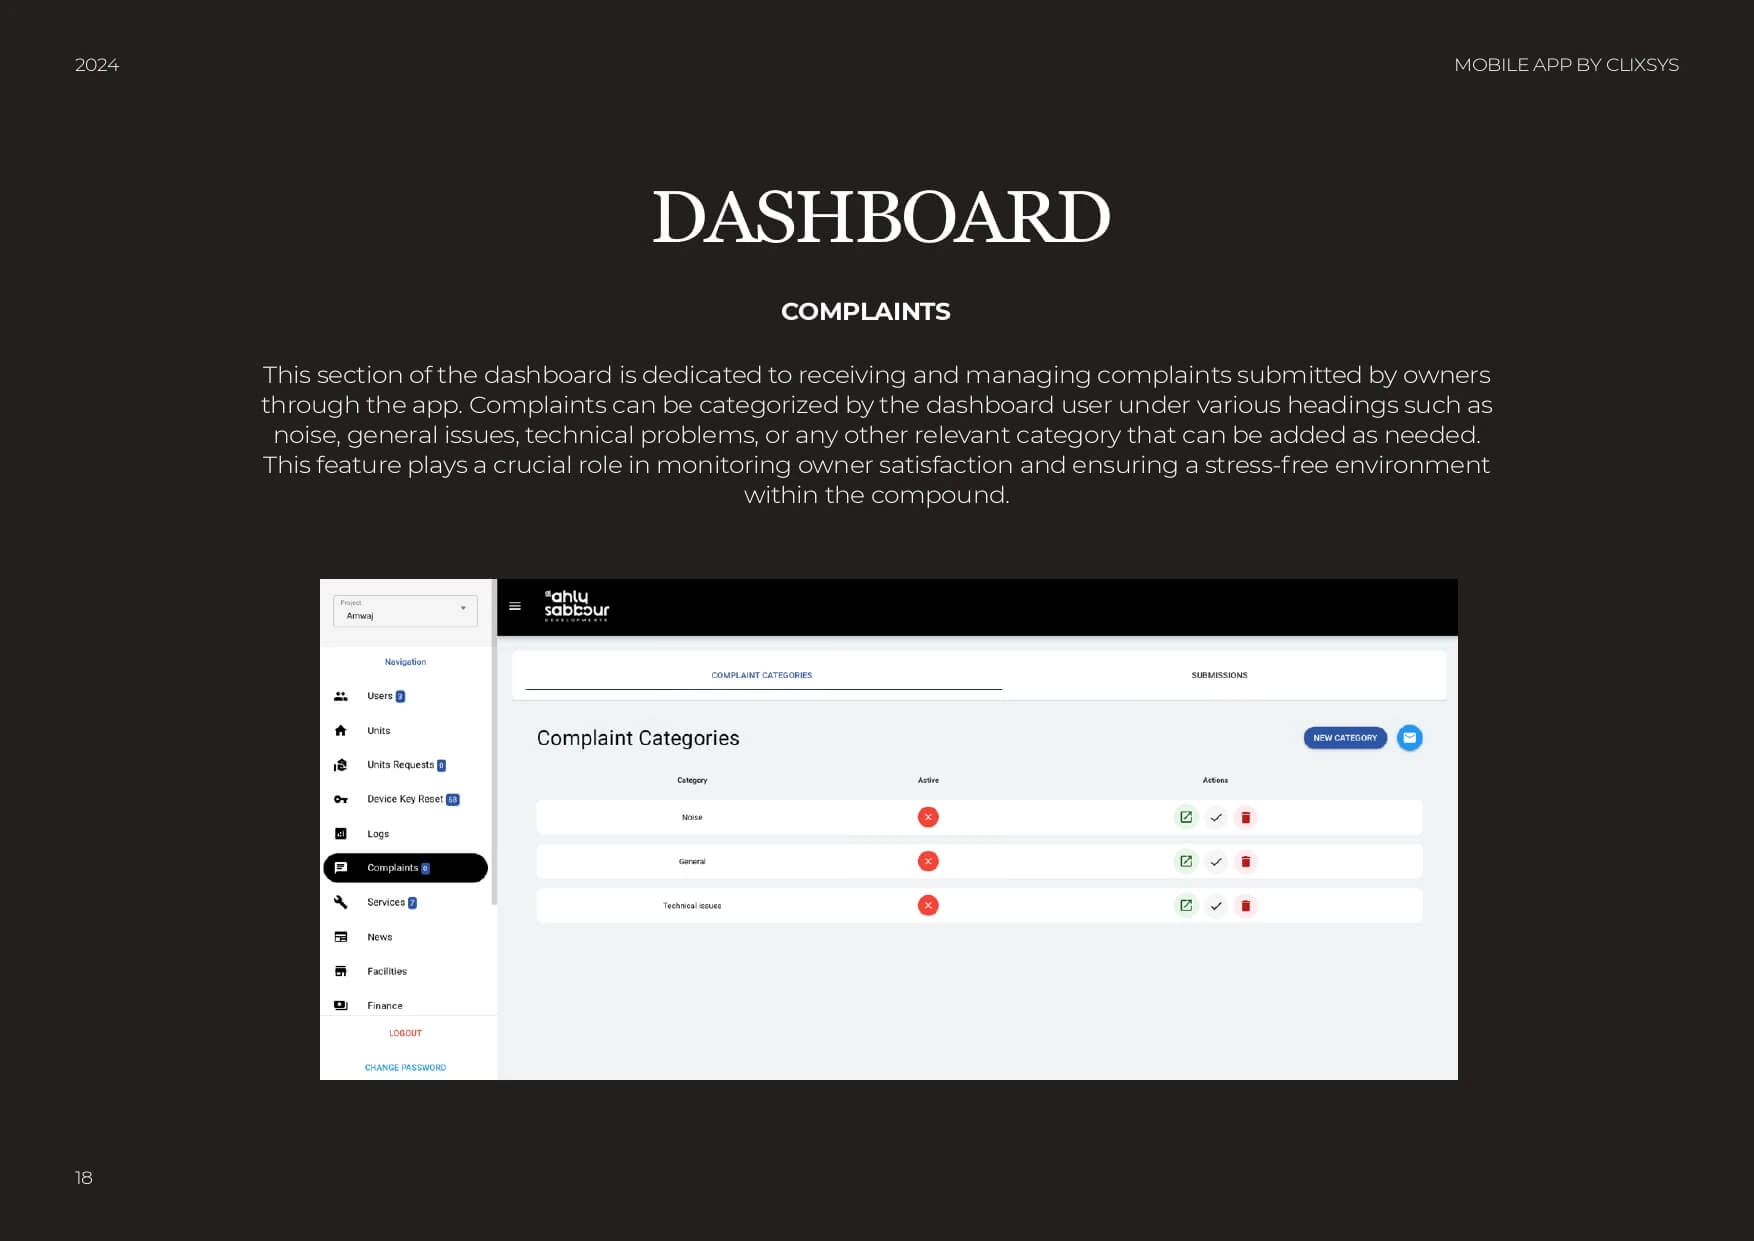 2024
MOBILE APP BY CLIXSYS
DASHBOARD
COMPLAINTS
This section of the dashboard is dedicated to receiving and managing complaints submitted by owners
through the app. Complaints can be categorized by the dashboard user under various headings such as
noise, general issues, technical problems, or any other relevant category that can be added as needed.
This feature plays a crucial role in monitoring owner satisfaction and ensuring a stress-free environment
within the compound.
Project
Amwaj
Navigation
Users 3
Units
Units Requests 0
Device Key Reset 58
Logs
Complaints 0
Services 7
News
Facilities
Finance
LOGOUT
CHANGE PASSWORD
al ahly
sabbour
DEVELOPMENTS
COMPLAINT CATEGORIES
SUBMISSIONS
Complaint Categories
NEW CATEGORY
Category
Active
Actions
Noise
General
Technical issues
18